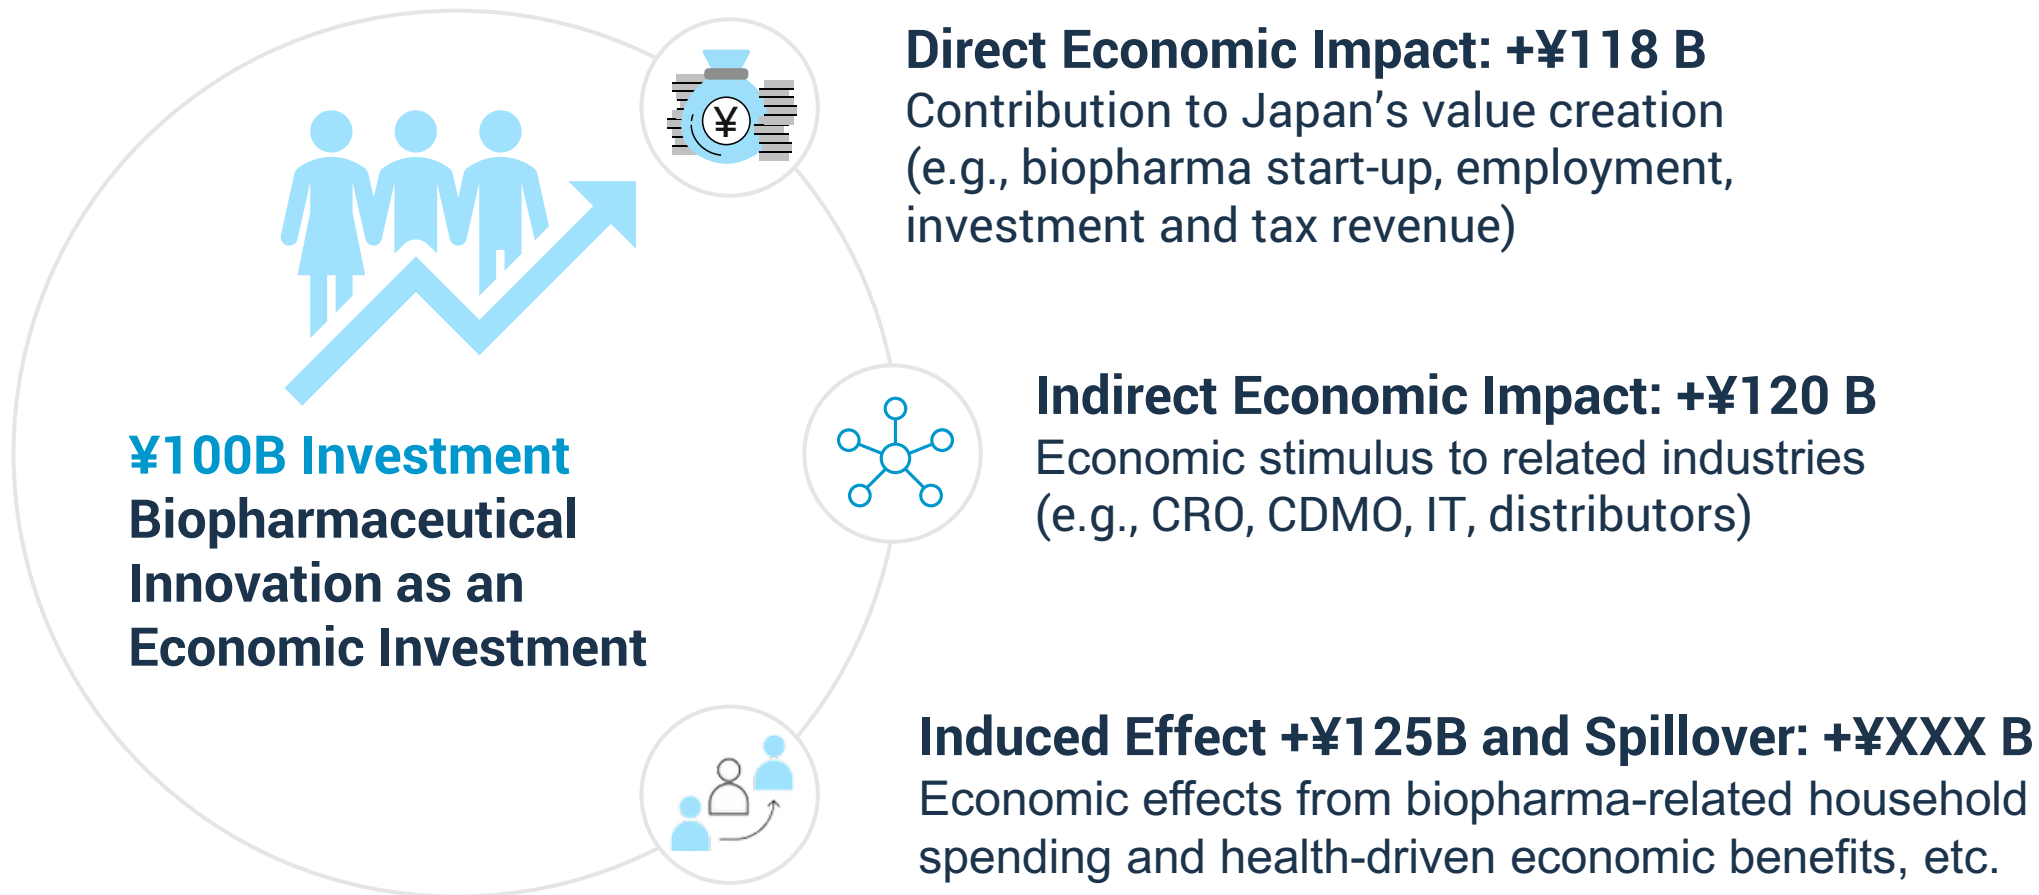 Direct Economic Impact: +¥118 B
Contribution to Japan’s value creation
(e.g., biopharma start-up, employment,
investment and tax revenue)
¥
Indirect Economic Impact: +¥120 B
Economic stimulus to related industries
(e.g., CRO, CDMO, IT, distributors)
¥100B Investment
Biopharmaceutical
Innovation as an
Economic Investment
Induced Effect +¥125B and Spillover: +¥XXX B
Economic effects from biopharma-related household
spending and health-driven economic benefits, etc.